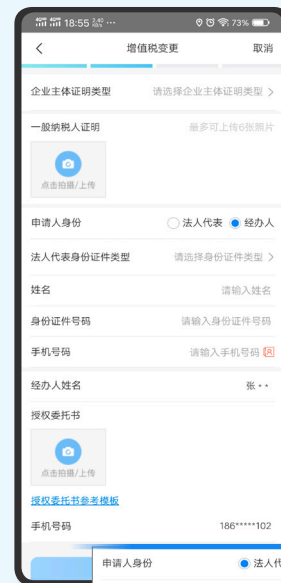 18:55 ... 73%
增值税变更 取消
企业主体证明类型 请选择企业主体证明类型 >
一般纳税人证明 最多可上传6张照片
点击拍摄/上传
申请人身份 法人代表 经办人
法人代表身份证件类型 请选择身份证件类型 >
姓名 请输入姓名
身份证件号码 请输入身份证件号码
手机号码 请输入手机号码
经办人姓名 张**
授权委托书
点击拍摄/上传
授权委托书参考模板
手机号码 186*****102
申请人身份 法人代